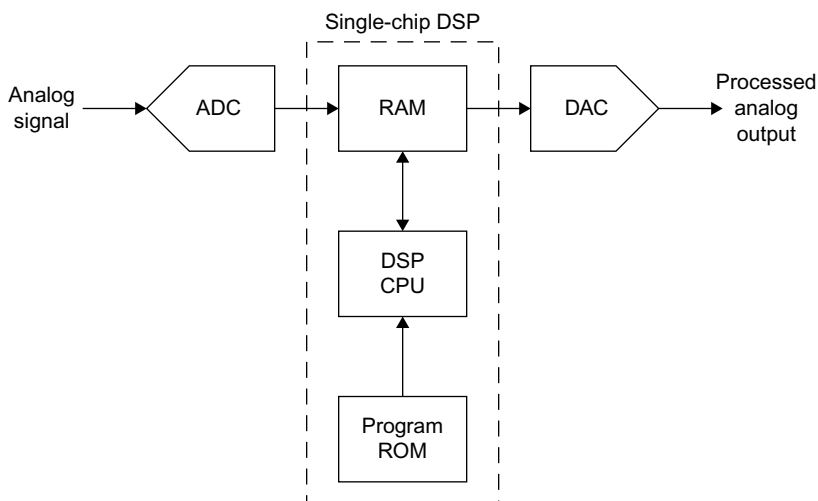 Single-chip DSP
Analog
signal
ADC
RAM
DAC
Processed
analog
output
DSP
CPU
Program
ROM